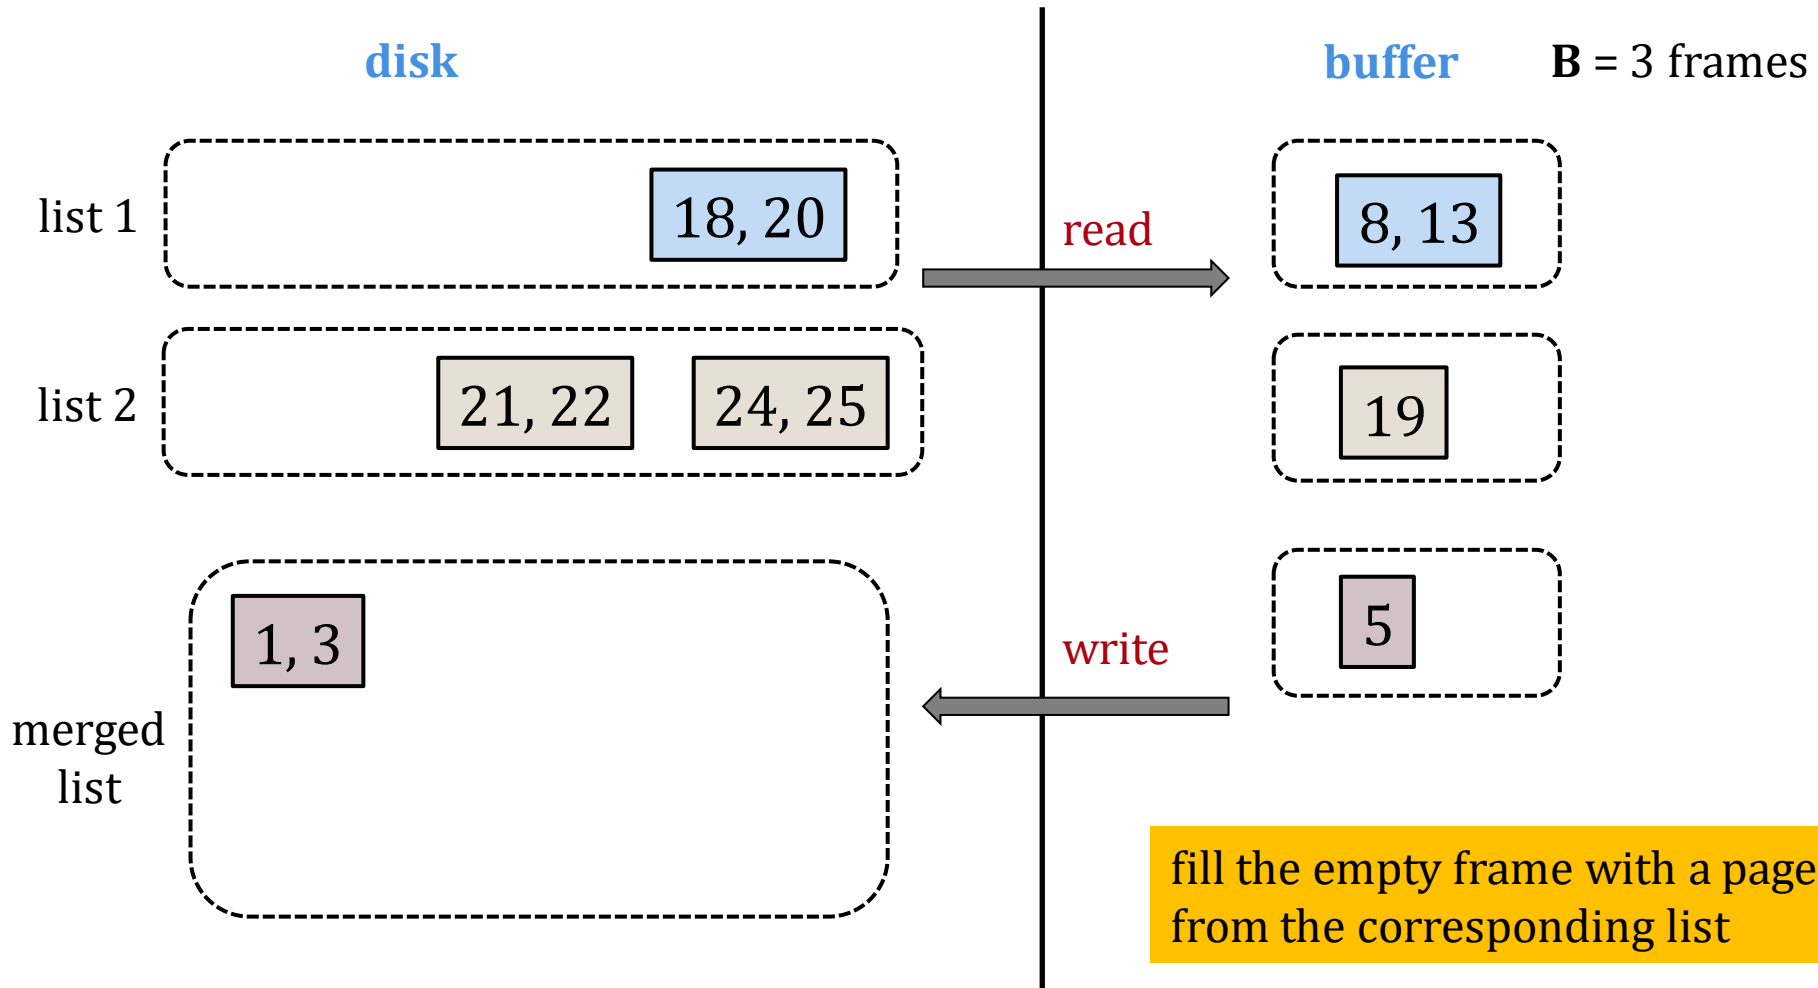 disk
buffer
B = 3 frames
list 1
18, 20
read
8, 13
list 2
21, 22
24, 25
19
merged
list
1, 3
write
5
fill the empty frame with a page
from the corresponding list